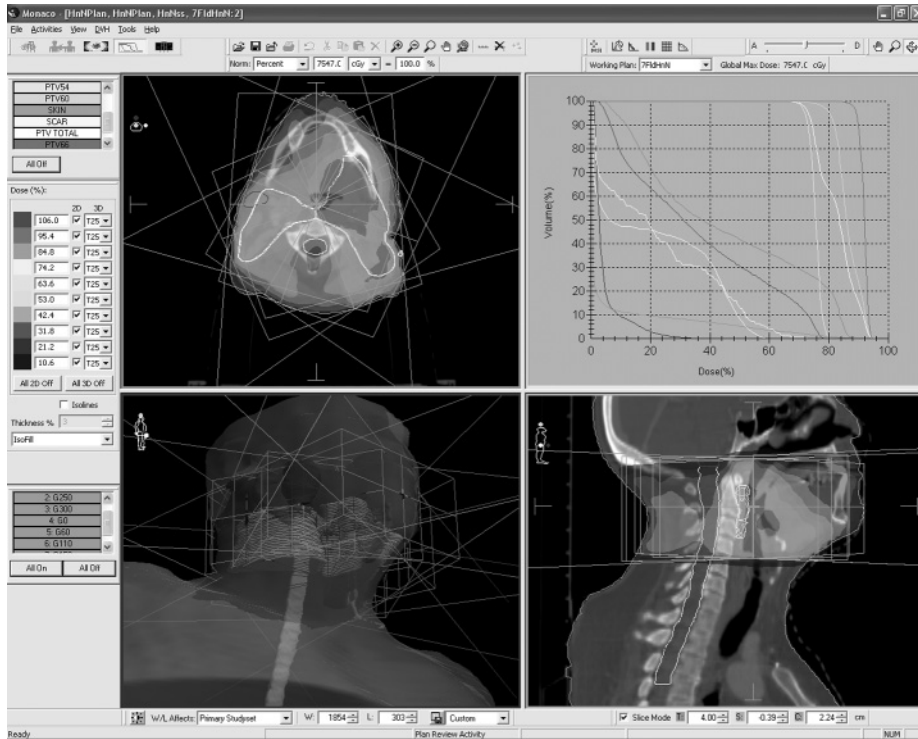 Monaco - [HnNPlan, HnNPlan, HnNss, 7FldHnN:2]
File Activities View DVH Tools Help
A D
Norm: Percent 7547.0 cGy = 100.0 %
Working Plan: 7FldHnN Global Max Dose: 7547.0 cGy
PTV54
PTV60
SKIN
SCAR
PTV TOTAL
PTV66
All Off
Dose (%):
2D 3D
106.0 T25
95.4 T25
84.8 T25
74.2 T25
63.6 T25
53.0 T25
42.4 T25
31.8 T25
21.2 T25
10.6 T25
All 2D Off All 3D Off
Isolines
Thickness % 3
IsoFill
2: G250
3: G300
4: G0
5: G60
6: G110
All On All Off
Volume(%)
100
90
80
70
60
50
40
30
20
10
0
0 20 40 60 80 100
Dose(%)
W/L Affects: Primary Studyset W: 1854 L: 303 Custom
Slice Mode T: 4.00 S: -0.39 C: 2.24 cm
Ready Plan Review Activity NUM